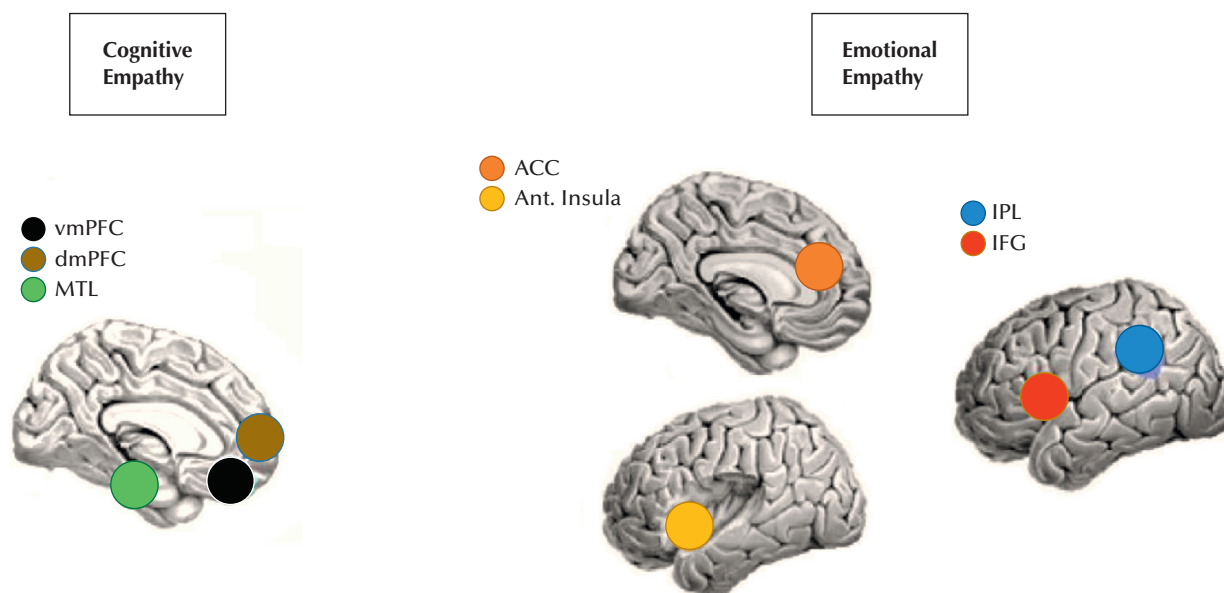 Cognitive
Empathy
Emotional
Empathy
ACC
Ant. Insula
vmPFC
dmPFC
MTL
IPL
IFG